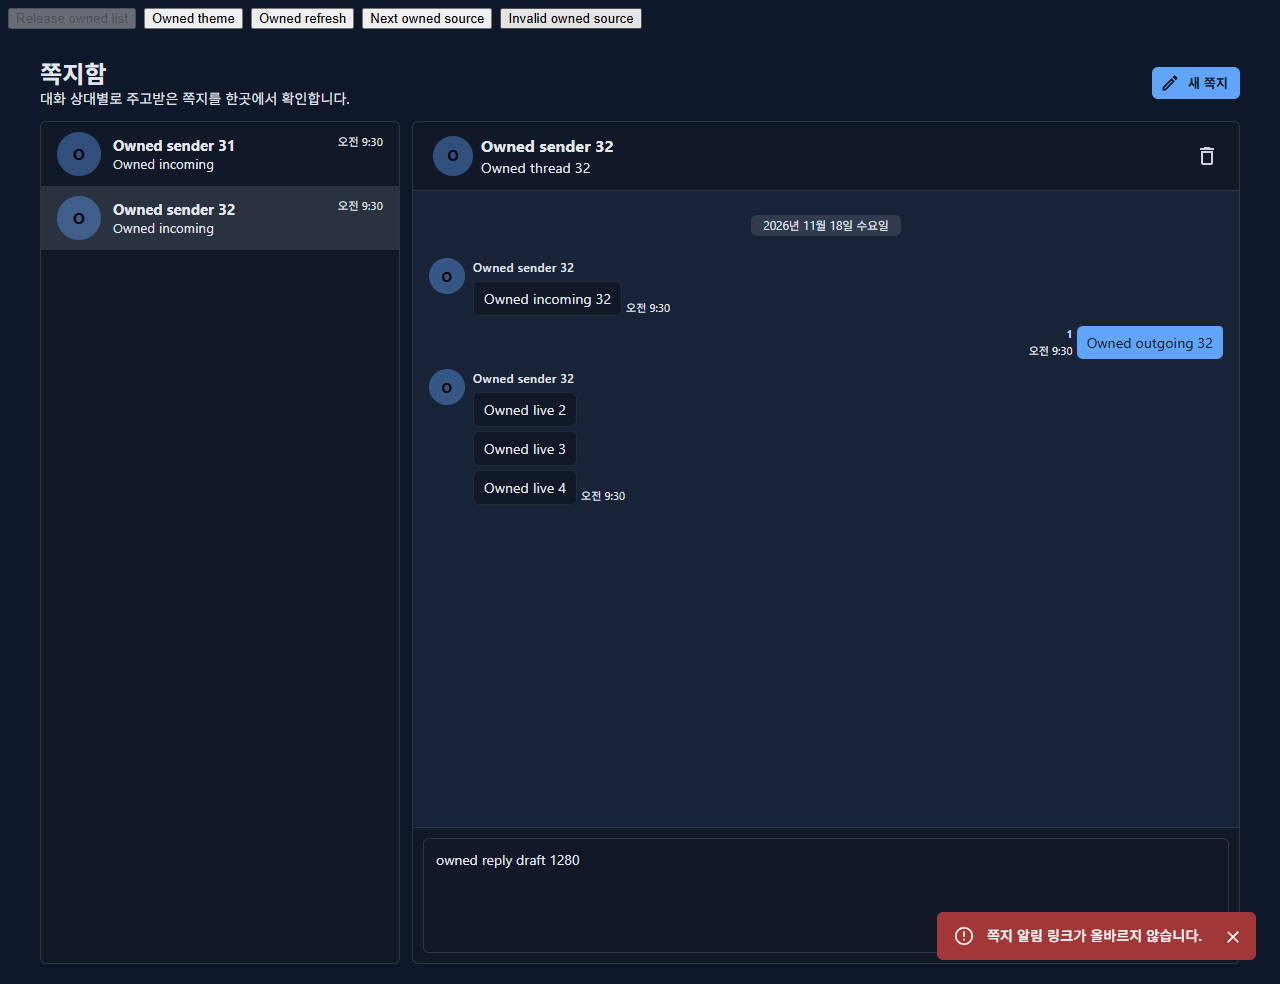 Release owned list
Owned theme
Owned refresh
Next owned source
Invalid owned source
쪽지함
대화 상대별로 주고받은 쪽지를 한곳에서 확인합니다.
새 쪽지
O
Owned sender 31
오전 9:30
Owned incoming
O
Owned sender 32
오전 9:30
Owned incoming
O
Owned sender 32
Owned thread 32
2026년 11월 18일 수요일
O
Owned sender 32
Owned incoming 32
오전 9:30
1
오전 9:30
Owned outgoing 32
O
Owned sender 32
Owned live 2
Owned live 3
Owned live 4
오전 9:30
owned reply draft 1280
쪽지 알림 링크가 올바르지 않습니다.